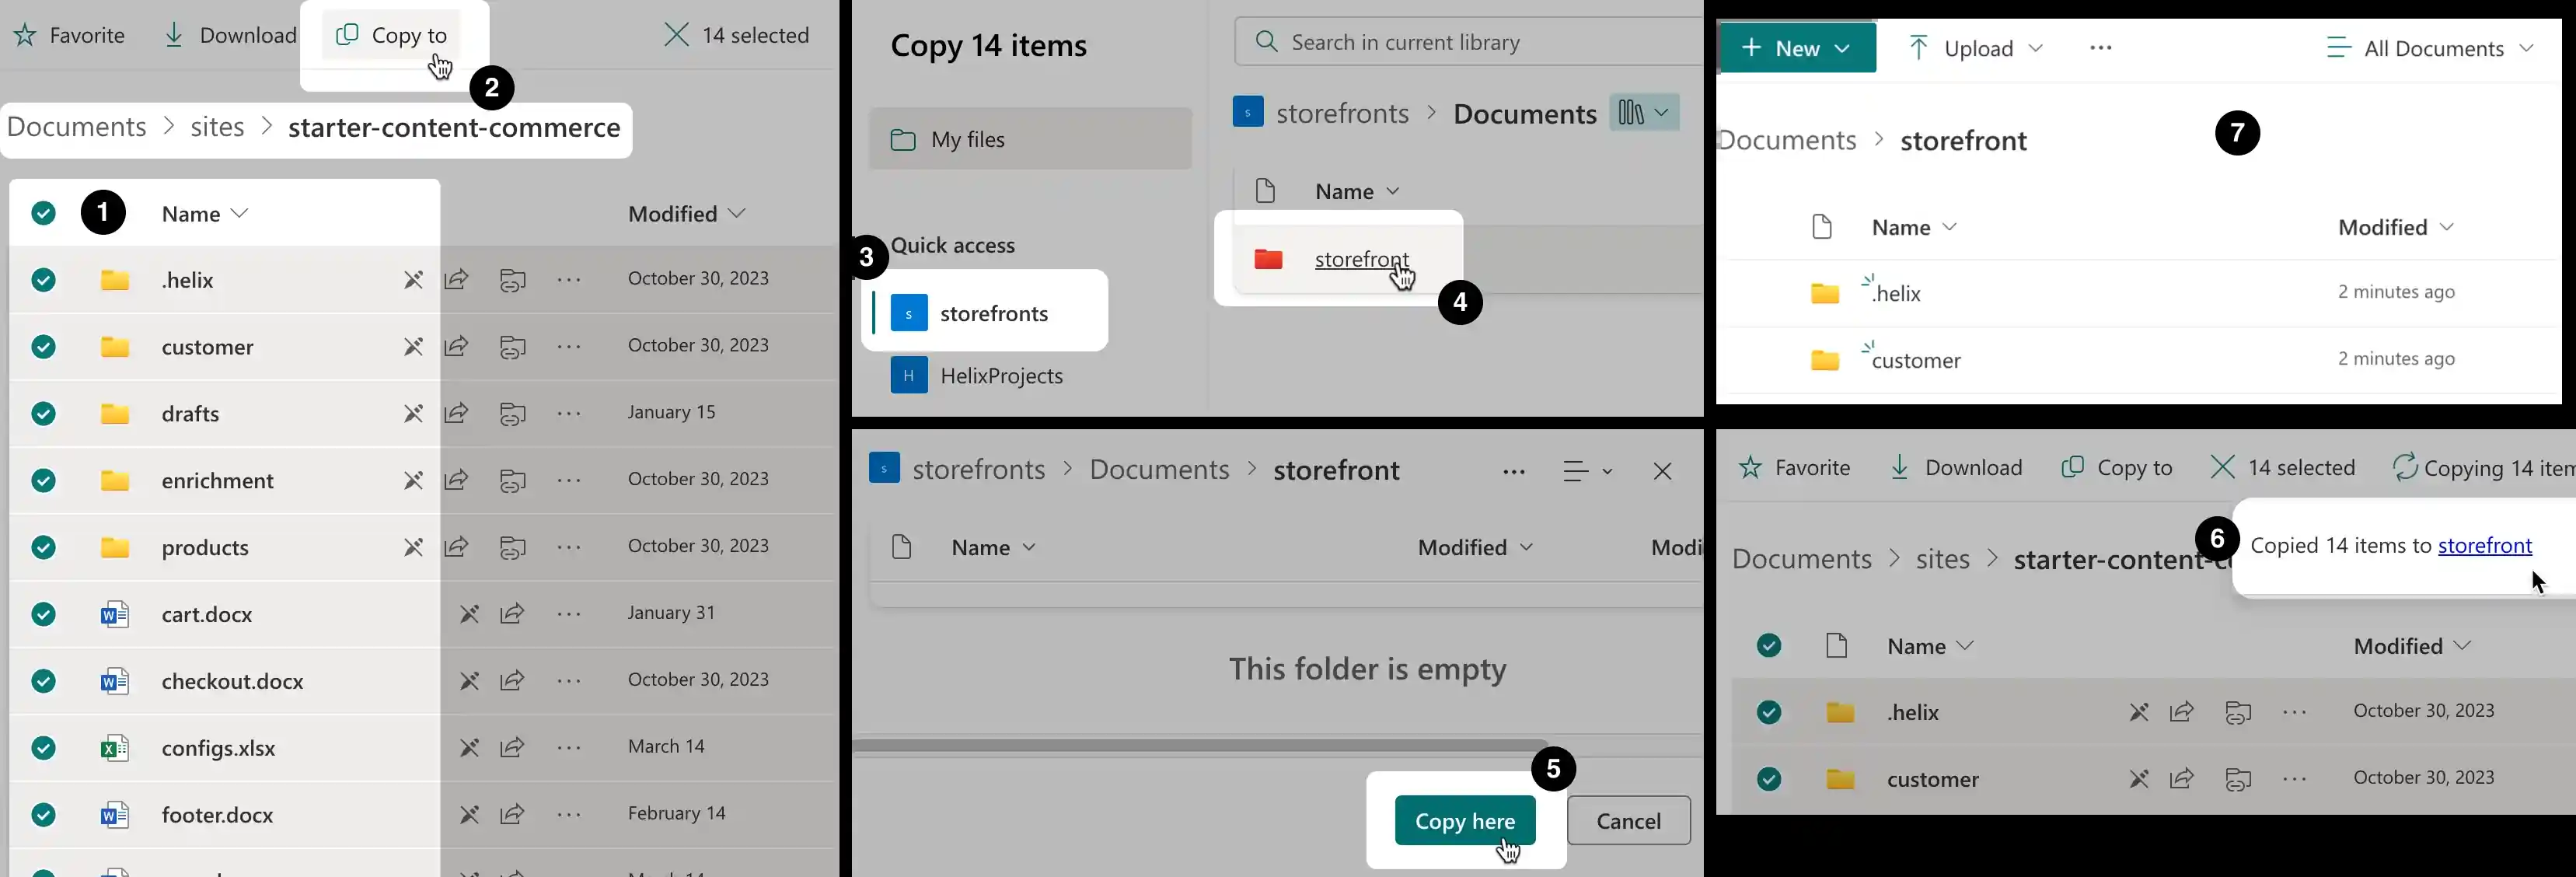 Favorite Download Copy to 14 selected
2
Documents > sites > starter-content-commerce
1 Name Modified
.helix October 30, 2023
customer October 30, 2023
drafts January 15
enrichment October 30, 2023
products October 30, 2023
cart.docx January 31
checkout.docx October 30, 2023
configs.xlsx March 14
footer.docx February 14
Copy 14 items
My files
Quick access
3
s storefronts
H HelixProjects
Search in current library
s storefronts > Documents
Name
storefront
4
s storefronts > Documents > storefront
Name Modified Modi
This folder is empty
5
Copy here Cancel
+ New Upload ... All Documents
Documents > storefront 7
Name Modified
.helix 2 minutes ago
customer 2 minutes ago
Favorite Download Copy to 14 selected Copying 14 item
6 Copied 14 items to storefront
Documents > sites > starter-content-c
Name Modified
.helix October 30, 2023
customer October 30, 2023